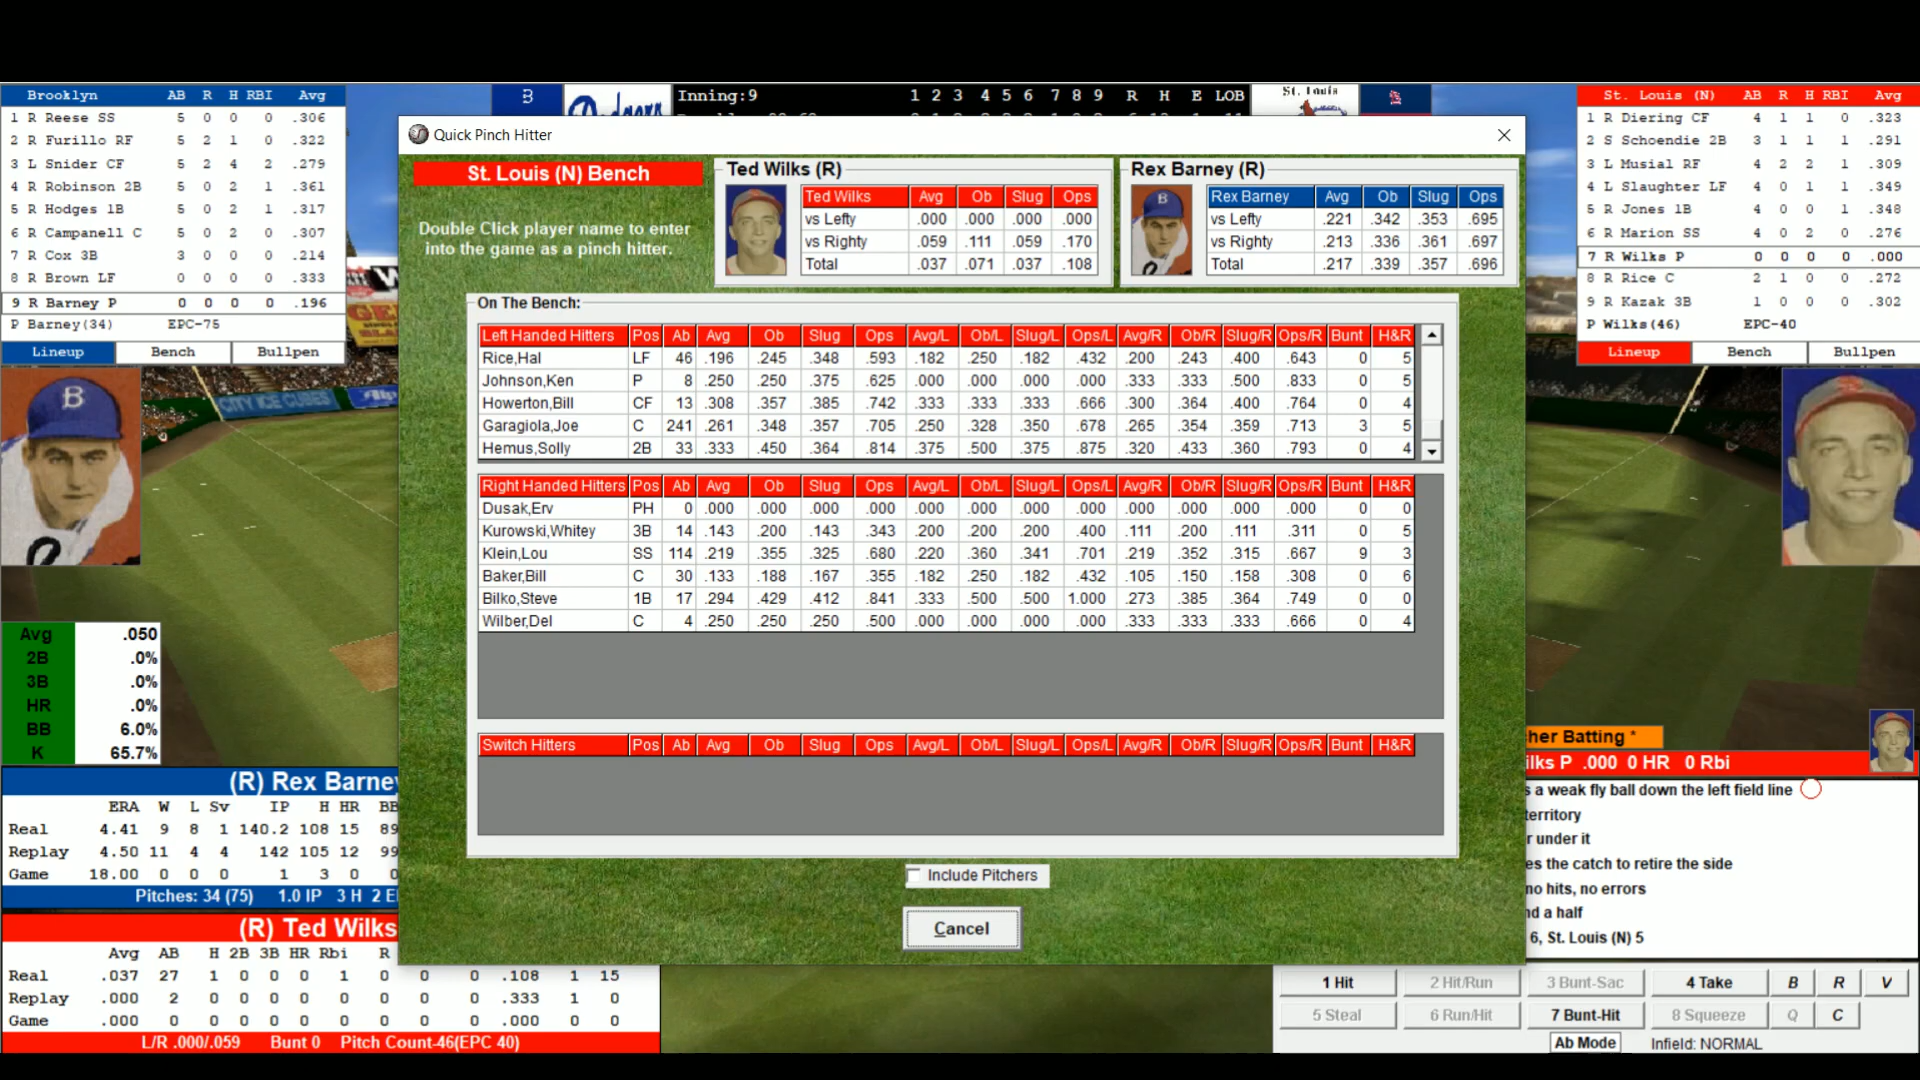 Brooklyn AB R H RBI Avg
1 R Reese SS 5 0 0 0 .306
2 R Furillo RF 5 2 1 0 .322
3 L Snider CF 5 2 4 2 .279
4 R Robinson 2B 5 0 2 1 .361
5 R Hodges 1B 5 0 2 1 .317
6 R Campanell C 5 0 2 0 .307
7 R Cox 3B 3 0 0 0 .214
8 R Brown LF 0 0 0 0 .333
9 R Barney P 0 0 0 0 .196
P Barney(34) EPC-75
Lineup Bench Bullpen
B
Dodgers
Inning:9 1 2 3 4 5 6 7 8 9 R H E LOB
St. Louis
St. Louis (N) AB R H RBI Avg
1 R Diering CF 4 1 1 0 .323
2 S Schoendie 2B 3 1 1 1 .291
3 L Musial RF 4 2 2 1 .309
4 L Slaughter LF 4 0 1 1 .349
5 R Jones 1B 4 0 0 1 .348
6 R Marion SS 4 0 2 0 .276
7 R Wilks P 0 0 0 0 .000
8 R Rice C 2 1 0 1 .272
9 R Kazak 3B 1 0 0 0 .302
P Wilks(46) EPC-40
Lineup Bench Bullpen
Quick Pinch Hitter
St. Louis (N) Bench
Double Click player name to enter
into the game as a pinch hitter.
Ted Wilks (R)
Ted Wilks Avg Ob Slug Ops
vs Lefty .000 .000 .000 .000
vs Righty .059 .111 .059 .170
Total .037 .071 .037 .108
Rex Barney (R)
Rex Barney Avg Ob Slug Ops
vs Lefty .221 .342 .353 .695
vs Righty .213 .336 .361 .697
Total .217 .339 .357 .696
On The Bench:
Left Handed Hitters Pos Ab Avg Ob Slug Ops Avg/L Ob/L Slug/L Ops/L Avg/R Ob/R Slug/R Ops/R Bunt H&R
Rice,Hal LF 46 .196 .245 .348 .593 .182 .250 .182 .432 .200 .243 .400 .643 0 5
Johnson,Ken P 8 .250 .250 .375 .625 .000 .000 .000 .000 .333 .333 .500 .833 0 5
Howerton,Bill CF 13 .308 .357 .385 .742 .333 .333 .333 .666 .300 .364 .400 .764 0 4
Garagiola,Joe C 241 .261 .348 .357 .705 .250 .328 .350 .678 .265 .354 .359 .713 3 5
Hemus,Solly 2B 33 .333 .450 .364 .814 .375 .500 .375 .875 .320 .433 .360 .793 0 4
Right Handed Hitters Pos Ab Avg Ob Slug Ops Avg/L Ob/L Slug/L Ops/L Avg/R Ob/R Slug/R Ops/R Bunt H&R
Dusak,Erv PH 0 .000 .000 .000 .000 .000 .000 .000 .000 .000 .000 .000 .000 0 0
Kurowski,Whitey 3B 14 .143 .200 .143 .343 .200 .200 .200 .400 .111 .200 .111 .311 0 5
Klein,Lou SS 114 .219 .355 .325 .680 .220 .360 .341 .701 .219 .352 .315 .667 9 3
Baker,Bill C 30 .133 .188 .167 .355 .182 .250 .182 .432 .105 .150 .158 .308 0 6
Bilko,Steve 1B 17 .294 .429 .412 .841 .333 .500 .500 1.000 .273 .385 .364 .749 0 0
Wilber,Del C 4 .250 .250 .250 .500 .000 .000 .000 .000 .333 .333 .333 .666 0 4
Switch Hitters Pos Ab Avg Ob Slug Ops Avg/L Ob/L Slug/L Ops/L Avg/R Ob/R Slug/R Ops/R Bunt H&R
Include Pitchers
Cancel
CITY ICE CUBES
Avg .050
2B .0%
3B .0%
HR .0%
BB 6.0%
K 65.7%
(R) Rex Barney
ERA W L Sv IP H HR BB
Real 4.41 9 8 1 140.2 108 15 89
Replay 4.50 11 4 4 142 105 12 99
Game 18.00 0 0 0 1 3 0 0
Pitches: 34 (75) 1.0 IP 3 H 2 E
(R) Ted Wilks
Avg AB H 2B 3B HR Rbi R
Real .037 27 1 0 0 0 1 0 0 0 .108 1 15
Replay .000 2 0 0 0 0 0 0 0 0 .333 1 0
Game .000 0 0 0 0 0 0 0 0 0 .000 0 0
L/R .000/.059 Bunt 0 Pitch Count-46(EPC 40)
her Batting *
ilks P .000 0 HR 0 Rbi
s a weak fly ball down the left field line
territory
r under it
es the catch to retire the side
no hits, no errors
nd a half
6, St. Louis (N) 5
1 Hit 2 Hit/Run 3 Bunt-Sac 4 Take B R V
5 Steal 6 Run/Hit 7 Bunt-Hit 8 Squeeze Q C
Ab Mode Infield: NORMAL